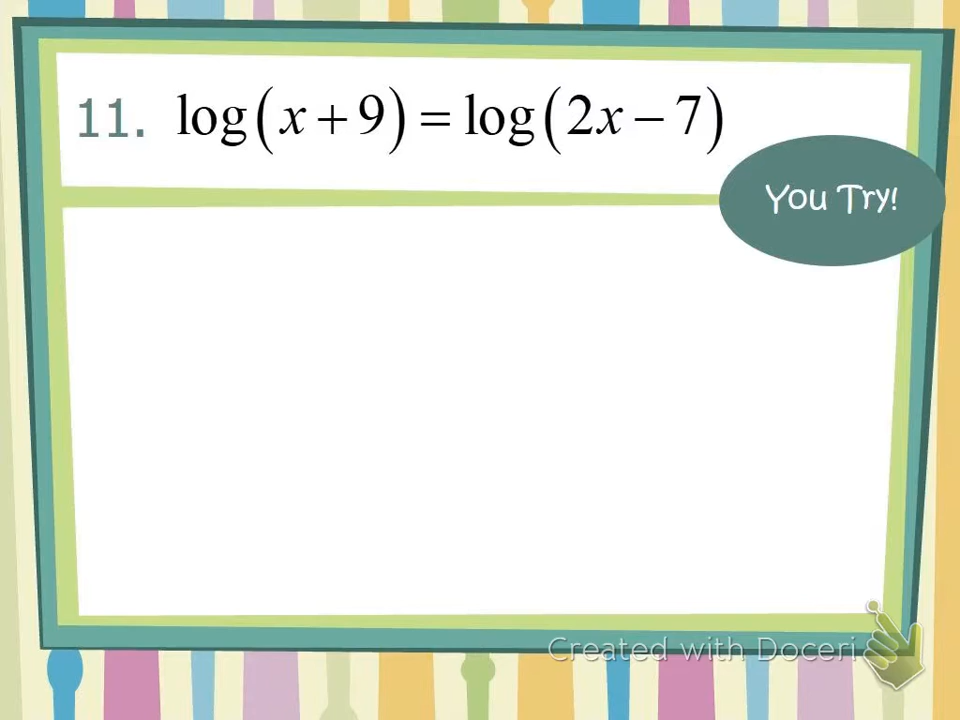 11. log(x + 9) = log(2x − 7)
You Try!
Created with Doceri